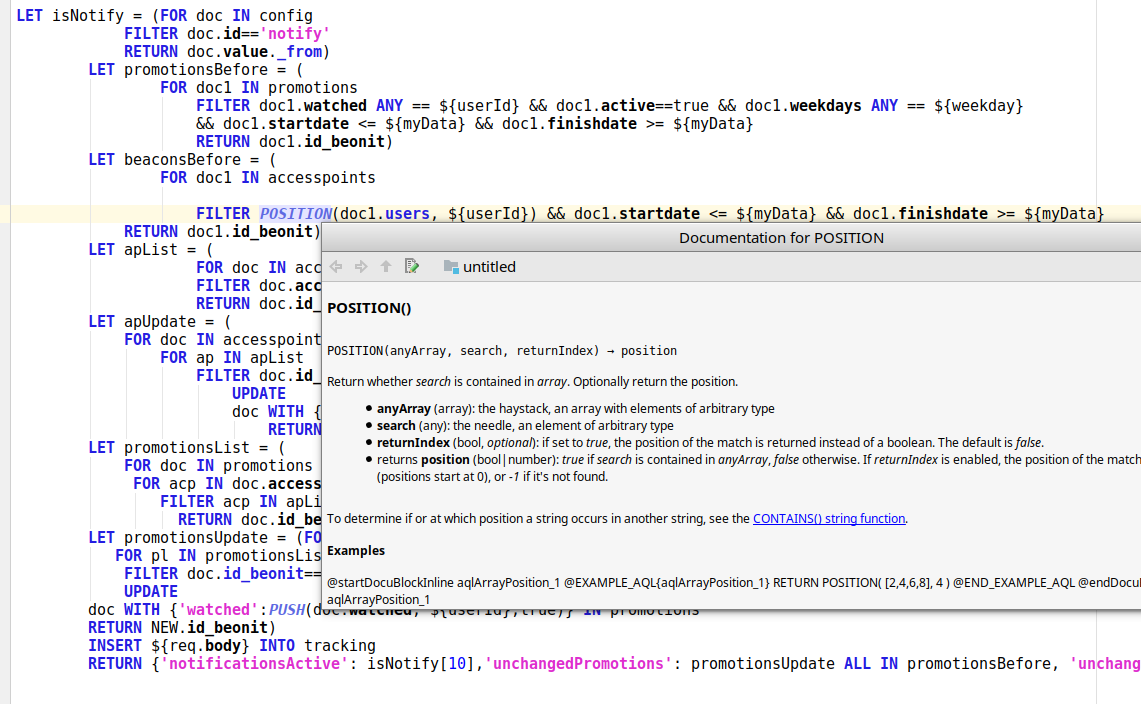 LET isNotify = (FOR doc IN config
FILTER doc.id=='notify'
RETURN doc.value._from)
LET promotionsBefore = (
FOR doc1 IN promotions
FILTER doc1.watched ANY == ${userId} && doc1.active==true && doc1.weekdays ANY == ${weekday}
&& doc1.startdate <= ${myData} && doc1.finishdate >= ${myData}
RETURN doc1.id_beonit)
LET beaconsBefore = (
FOR doc1 IN accesspoints
FILTER POSITION(doc1.users, ${userId}) && doc1.startdate <= ${myData} && doc1.finishdate >= ${myData}
RETURN doc1.id_beonit)
LET apList = (
FOR doc IN acc
FILTER doc.acc
RETURN doc.id_
LET apUpdate = (
FOR doc IN accesspoint
FOR ap IN apList
FILTER doc.id_
UPDATE
doc WITH {
RETURN
LET promotionsList = (
FOR doc IN promotions
FOR acp IN doc.access
FILTER acp IN apLi
RETURN doc.id_be
LET promotionsUpdate = (FO
FOR pl IN promotionsLis
FILTER doc.id_beonit==
UPDATE
doc WITH {'watched':PUSH(doc.watched, ${userId},true)} IN promotions
RETURN NEW.id_beonit)
INSERT ${req.body} INTO tracking
RETURN {'notificationsActive': isNotify[10],'unchangedPromotions': promotionsUpdate ALL IN promotionsBefore, 'unchang
Documentation for POSITION
untitled
POSITION()
POSITION(anyArray, search, returnIndex) → position
Return whether search is contained in array. Optionally return the position.
• anyArray (array): the haystack, an array with elements of arbitrary type
• search (any): the needle, an element of arbitrary type
• returnIndex (bool, optional): if set to true, the position of the match is returned instead of a boolean. The default is false.
• returns position (bool|number): true if search is contained in anyArray, false otherwise. If returnIndex is enabled, the position of the match
(positions start at 0), or -1 if it's not found.
To determine if or at which position a string occurs in another string, see the CONTAINS() string function.
Examples
@startDocuBlockInline aqlArrayPosition_1 @EXAMPLE_AQL{aqlArrayPosition_1} RETURN POSITION( [2,4,6,8], 4 ) @END_EXAMPLE_AQL @endDocuB
aqlArrayPosition_1